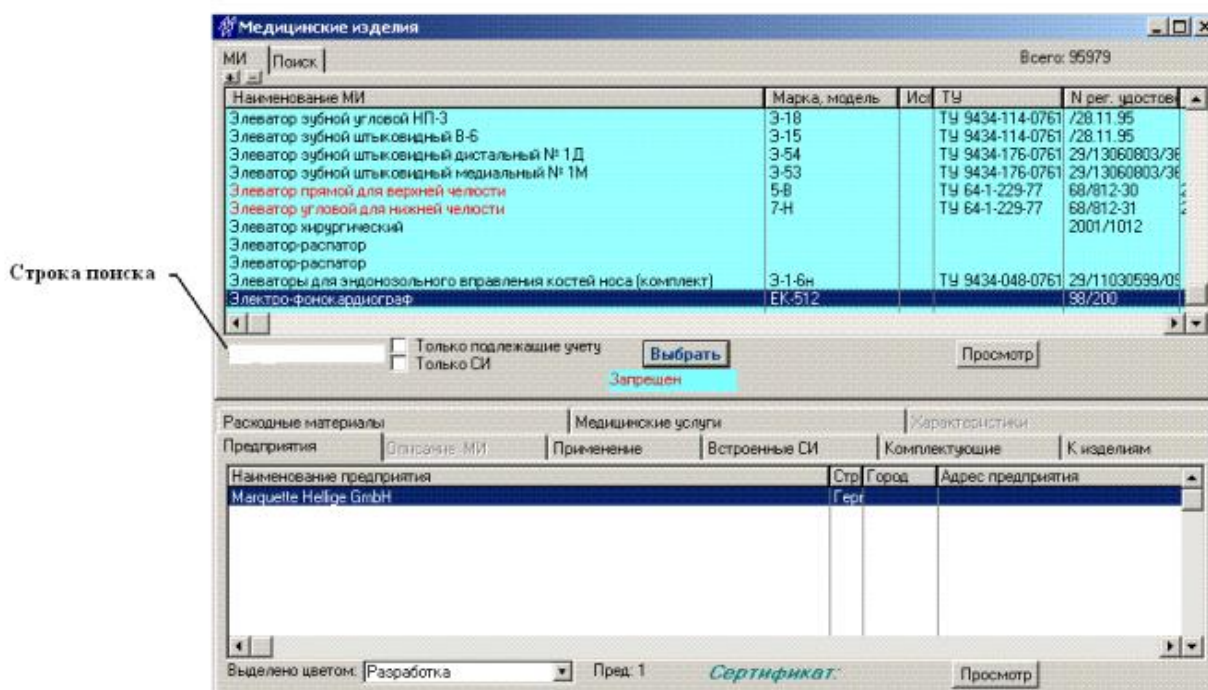 Медицинские изделия
МИ Поиск Всего: 95979
Наименование МИ Марка, модель Исп ТУ N рег. удостове
Элеватор зубной угловой НП-3 Э-18 ТУ 9434-114-0761 /28.11.95
Элеватор зубной штыковидный В-6 Э-15 ТУ 9434-114-0761 /28.11.95
Элеватор зубной штыковидный дистальный № 1Д Э-54 ТУ 9434-176-0761 29/13060803/36
Элеватор зубной штыковидный медиальный № 1М Э-53 ТУ 9434-176-0761 29/13060803/36
Элеватор прямой для верхней челюсти 5-В ТУ 64-1-229-77 68/812-30
Элеватор угловой для нижней челюсти 7-Н ТУ 64-1-229-77 68/812-31
Элеватор хирургический 2001/1012
Элеватор-распатор
Элеватор-распатор
Элеваторы для эндонозольного вправления костей носа (комплект) Э-1-6н ТУ 9434-048-0761 29/11030599/09
Электро-фонокардиограф ЕК-512 98/200
Строка поиска
Только подлежащие учету Выбрать Просмотр
Только СИ
Запрещен
Расходные материалы Медицинские услуги Характеристики
Предприятия Описание МИ Применение Встроенные СИ Комплектующие К изделиям
Наименование предприятия Стр Город Адрес предприятия
Marquette Hellige GmbH Герм
Выделено цветом: Разработка Пред: 1 Сертификат: Просмотр